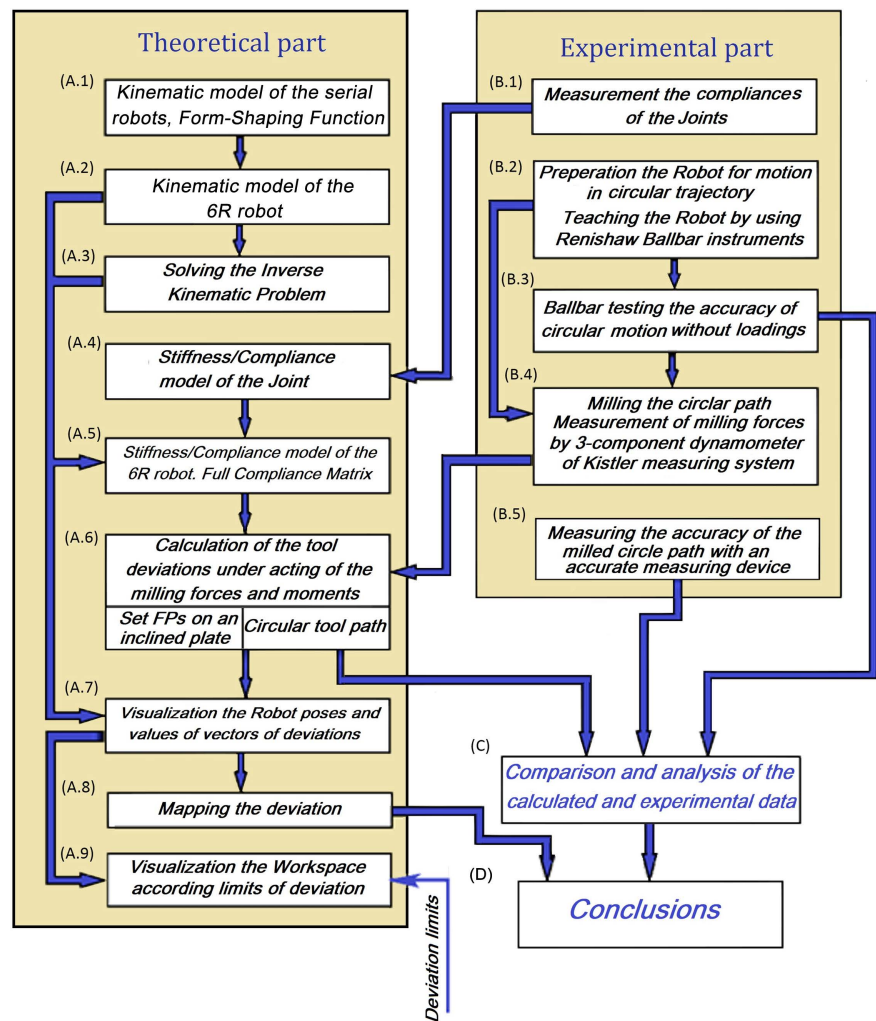 Theoretical part
(A.1)
Kinematic model of the serial
robots, Form-Shaping Function
(A.2)
Kinematic model of the
6R robot
(A.3)
Solving the Inverse
Kinematic Problem
(A.4)
Stiffness/Compliance
model of the Joint
(A.5)
Stiffness/Compliance model of the
6R robot. Full Compliance Matrix
(A.6)
Calculation of the tool
deviations under acting of the
milling forces and moments
Set FPs on an
inclined plate
Circular tool path
(A.7)
Visualization the Robot poses and
values of vectors of deviations
(A.8)
Mapping the deviation
(A.9)
Visualization the Workspace
according limits of deviation
Deviation limits
Experimental part
(B.1)
Measurement the compliances
of the Joints
(B.2)
Preperation the Robot for motion
in circular trajectory
Teaching the Robot by using
Renishaw Ballbar instruments
(B.3)
Ballbar testing the accuracy of
circular motion without loadings
(B.4)
Milling the circlar path
Measurement of milling forces
by 3-component dynamometer
of Kistler measuring system
(B.5)
Measuring the accuracy of the
milled circle path with an
accurate measuring device
(C)
Comparison and analysis of the
calculated and experimental data
(D)
Conclusions